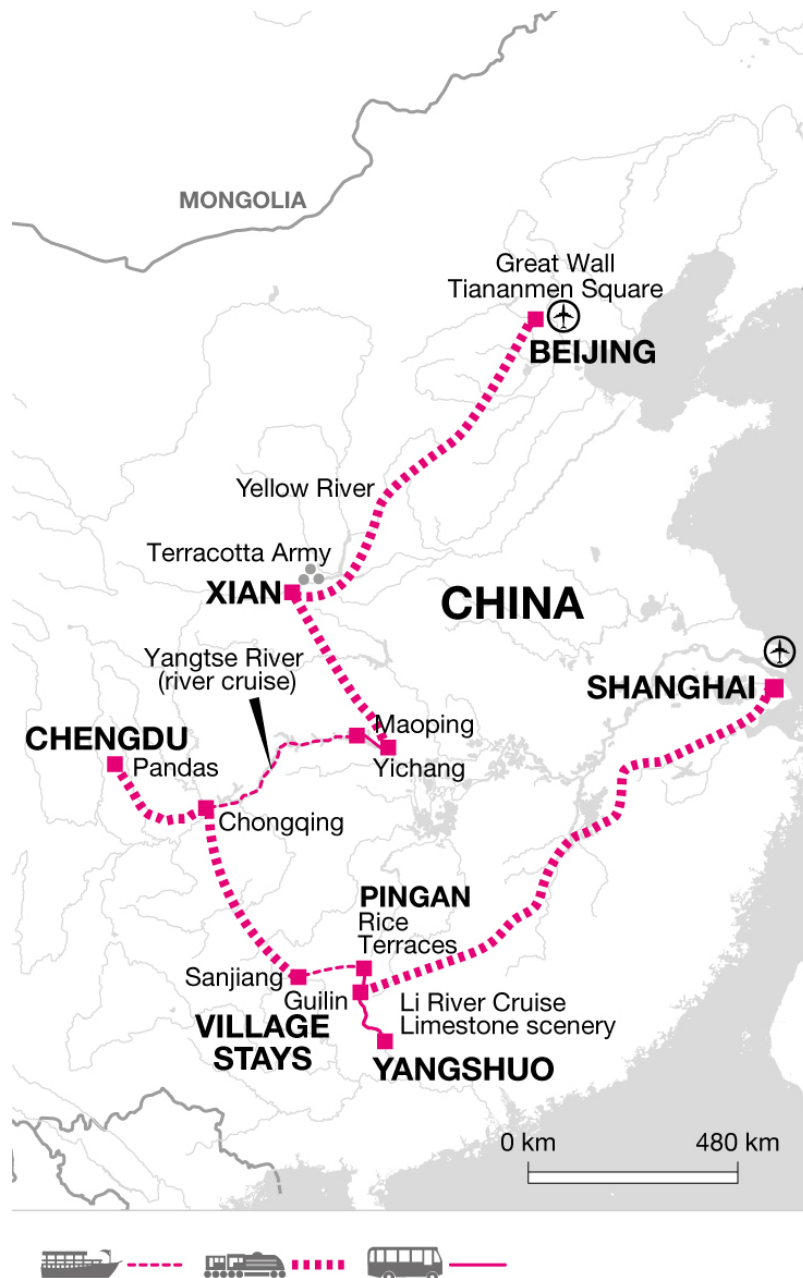 MONGOLIA
Great Wall
Tiananmen Square
BEIJING
Yellow River
Terracotta Army
XIAN
CHINA
Yangtse River
(river cruise)
SHANGHAI
CHENGDU
Pandas
Maoping
Yichang
Chongqing
PINGAN
Rice
Terraces
Sanjiang
Guilin
VILLAGE
STAYS
Li River Cruise
Limestone scenery
YANGSHUO
0 km
480 km